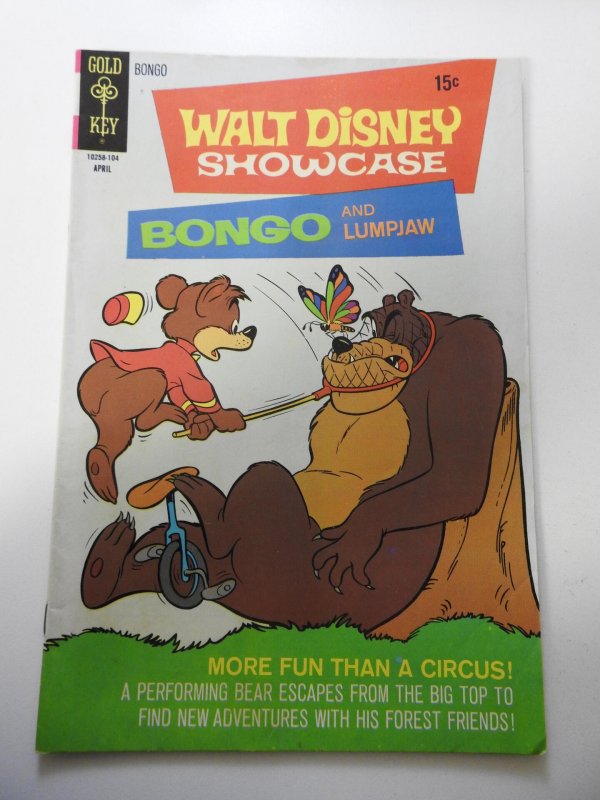 GOLD
KEY
BONGO
10258-104
APRIL
15¢
WALT DISNEY
SHOWCASE
BONGO AND
LUMPJAW
MORE FUN THAN A CIRCUS!
A PERFORMING BEAR ESCAPES FROM THE BIG TOP TO
FIND NEW ADVENTURES WITH HIS FOREST FRIENDS!